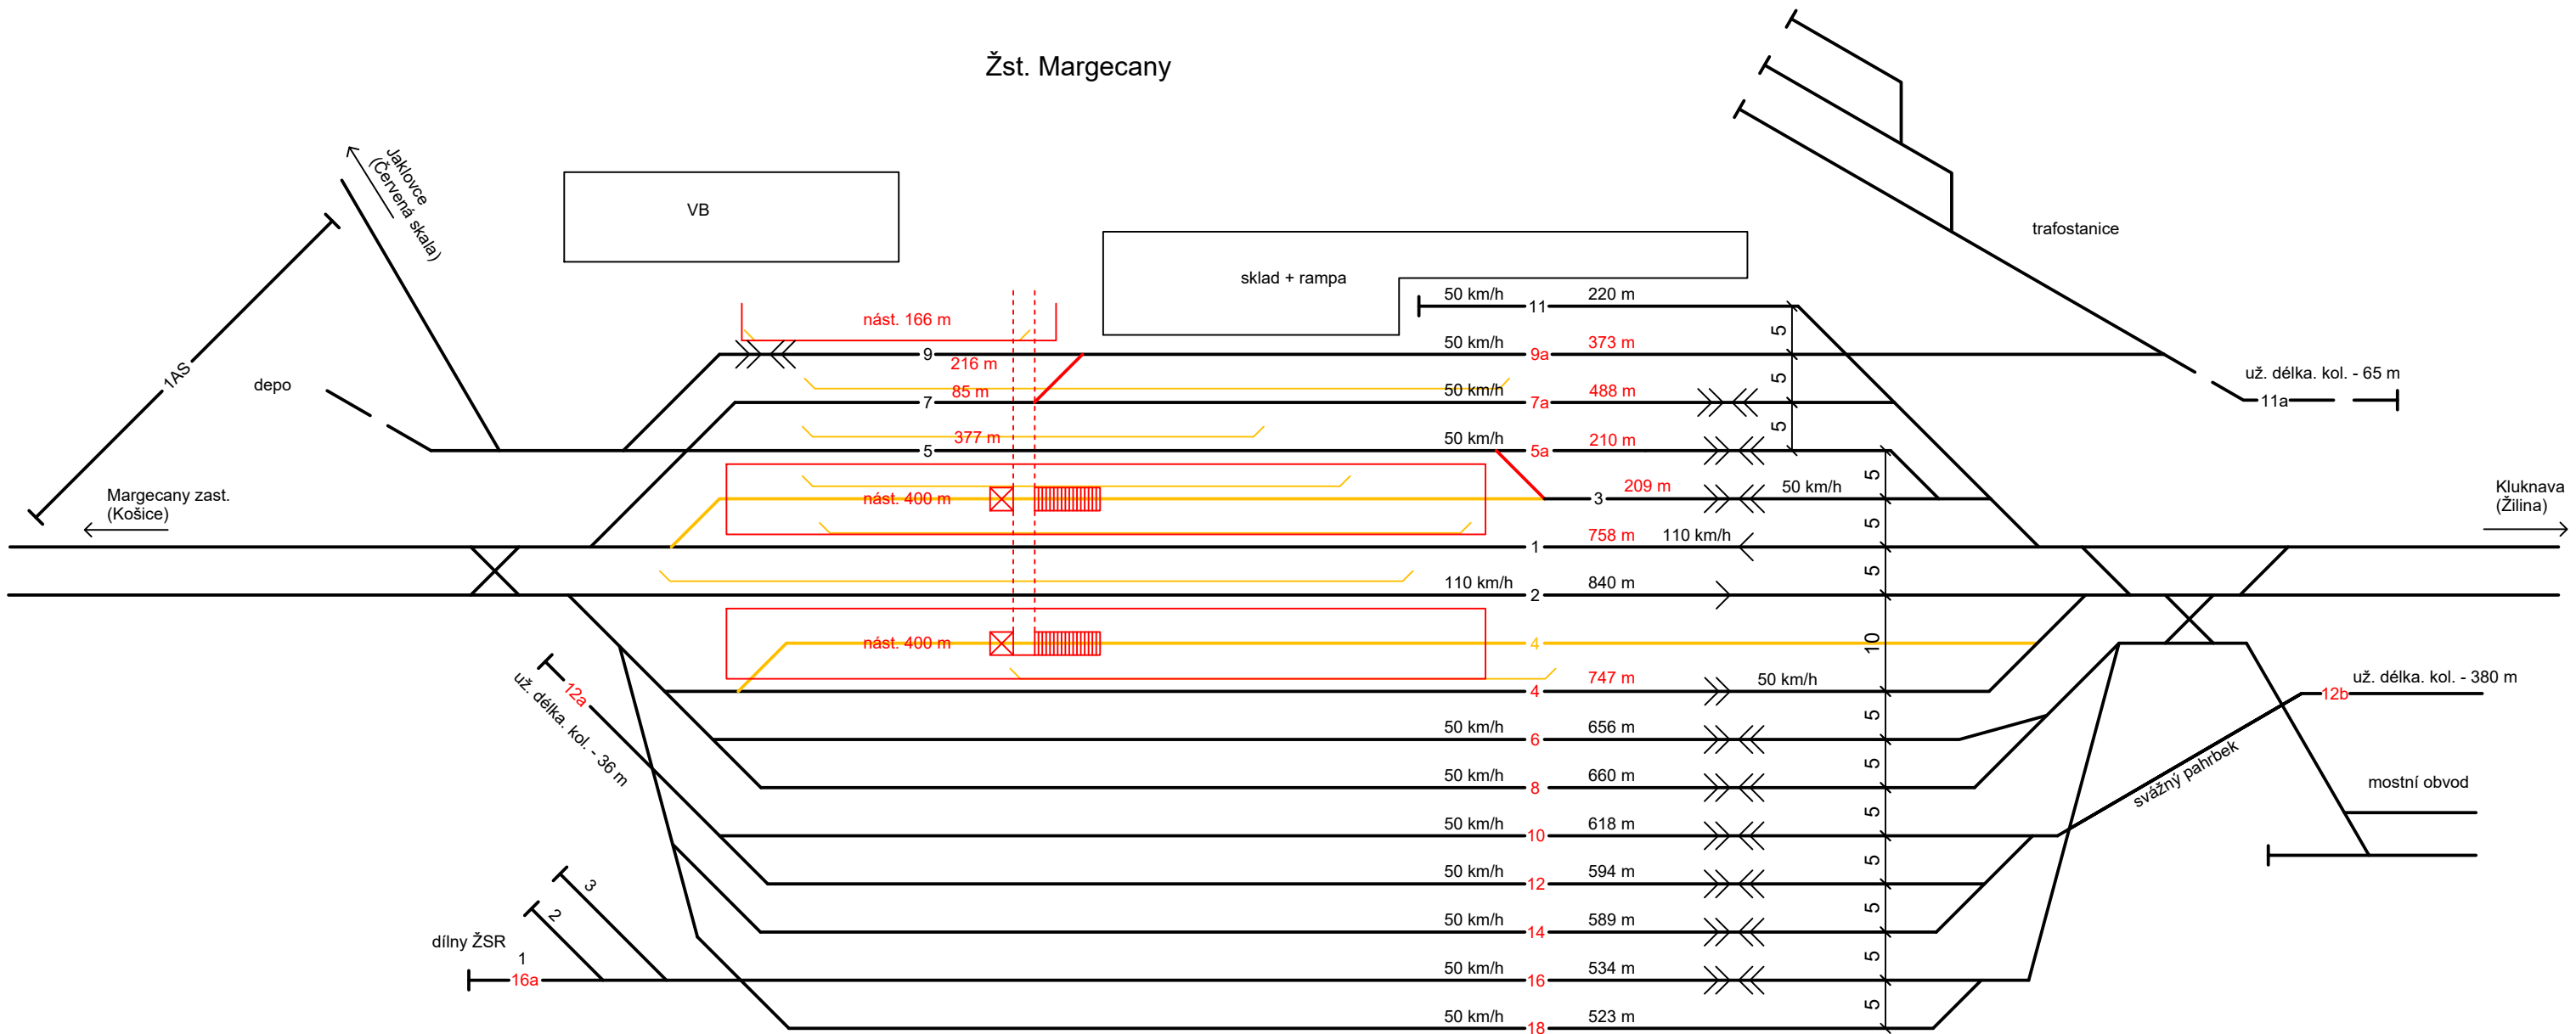 Žst. Margecany
Jaklovce
(Červená skala)
VB
sklad + rampa
trafostanice
1AS
depo
nást. 166 m
50 km/h
11
220 m
5
9
216 m
50 km/h
9a
373 m
5
už. délka. kol. - 65 m
11a
85 m
7
50 km/h
7a
488 m
5
377 m
5
50 km/h
5a
210 m
5
Margecany zast.
(Košice)
nást. 400 m
3
209 m
50 km/h
5
Kluknava
(Žilina)
1
758 m
110 km/h
5
110 km/h
2
840 m
nást. 400 m
4
10
12a
už. délka. kol. - 36 m
4
747 m
50 km/h
už. délka. kol. - 380 m
12b
5
50 km/h
6
656 m
5
50 km/h
8
660 m
svážný pahrbek
mostní obvod
5
50 km/h
10
618 m
5
50 km/h
12
594 m
5
50 km/h
14
589 m
3
2
dílny ŽSR
1
16a
5
50 km/h
16
534 m
5
50 km/h
18
523 m